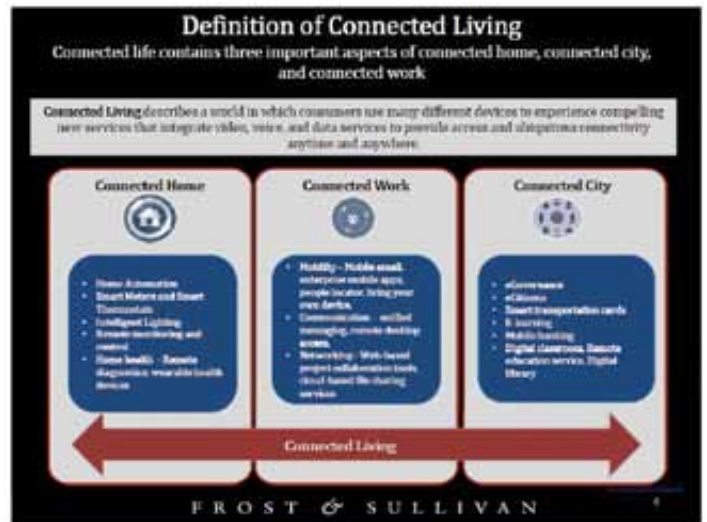 Definition of Connected Living
Connected life contains three important aspects of connected home, connected city,
and connected work
Connected Living describes a world in which consumers use many different devices to experience compelling
new services that integrate video, voice, and data services to provide access and ubiquitous connectivity
anytime and anywhere.
Connected Home
• Home Automation
• Smart Meters and Smart
Thermostats
• Intelligent Lighting
• Remote monitoring and
control
• Home health - Remote
diagnostics, wearable health
devices
Connected Work
• Mobility - Mobile email,
enterprise mobile apps,
people locator, bring your
own device.
• Communication - unified
messaging, remote desktop
access.
• Networking - Web-based
project collaboration tools,
cloud-based file sharing
services
Connected City
• eGovernance
• eCitizens
• Smart transportation cards
• E-learning
• Mobile banking
• Digital classroom, Remote
education service, Digital
library
Connected Living
FROST & SULLIVAN